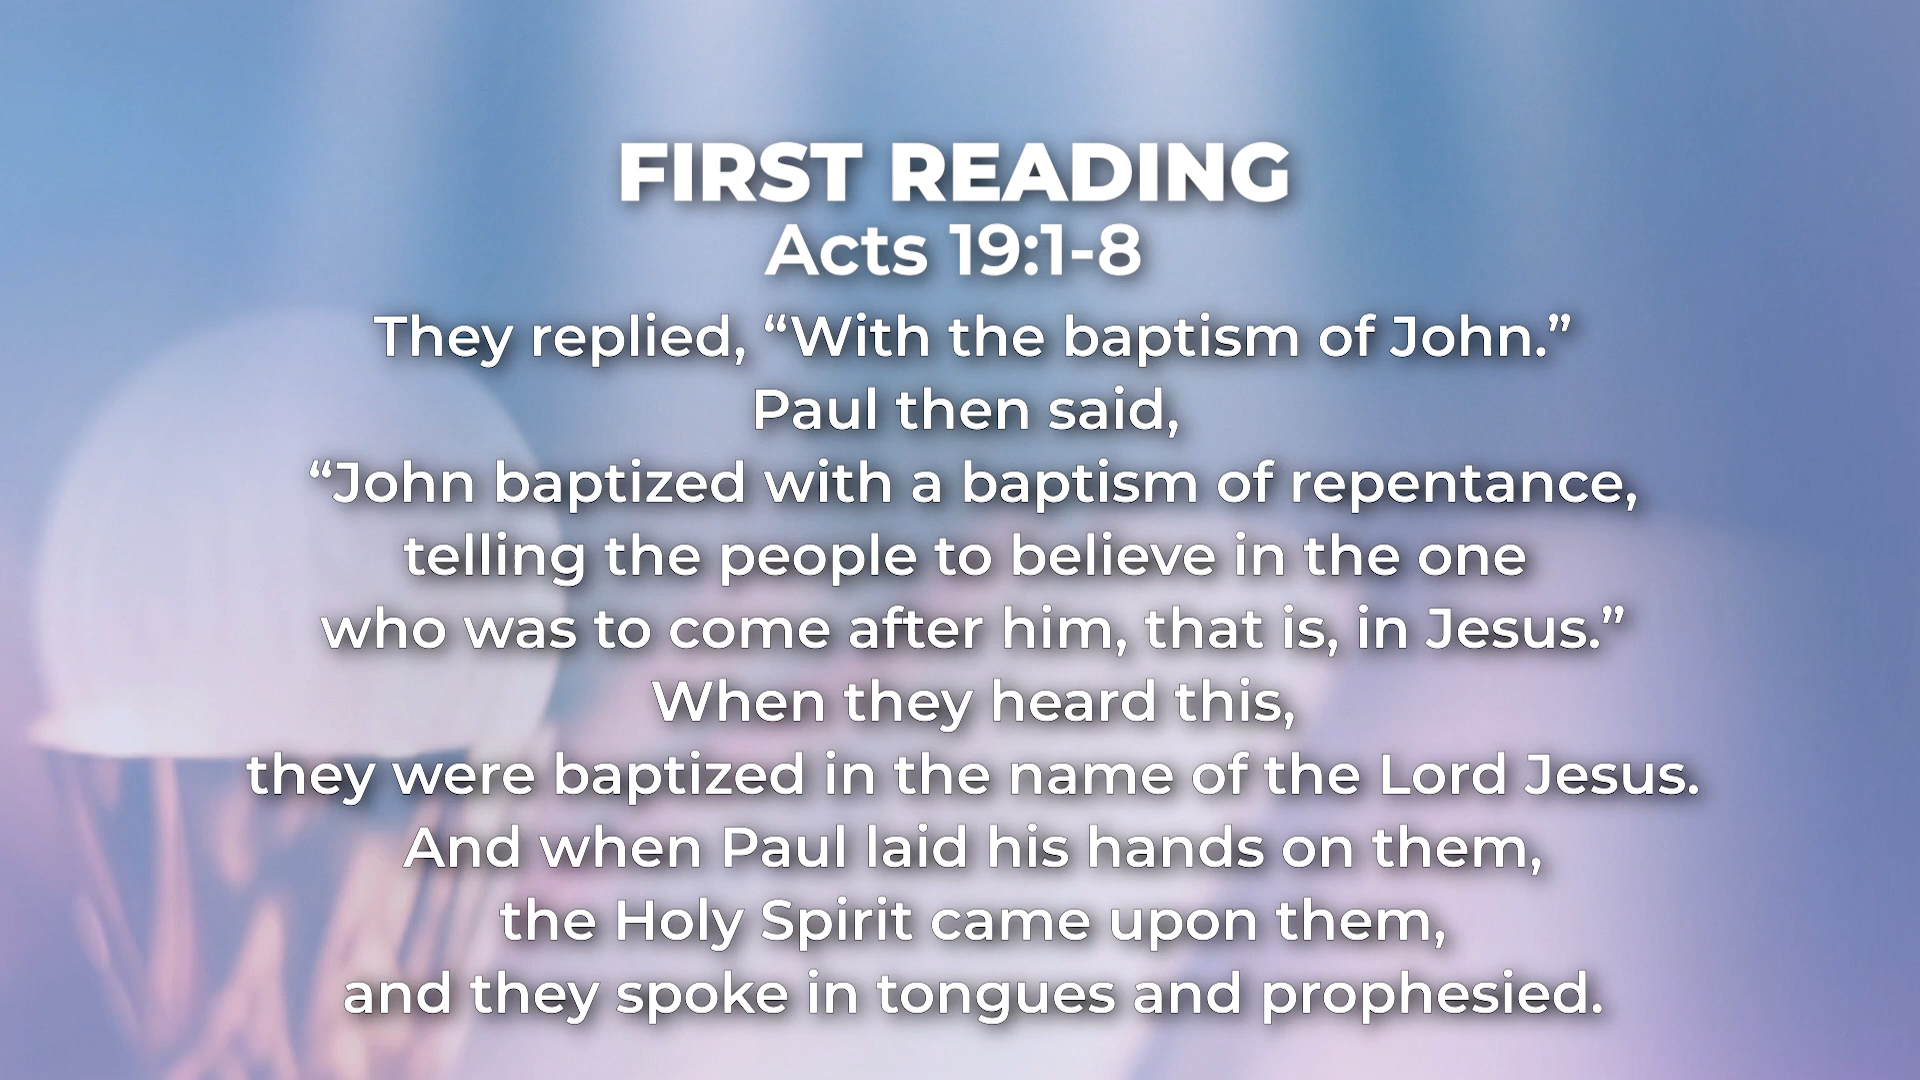 FIRST READING
Acts 19:1-8
They replied, “With the baptism of John.”
Paul then said,
“John baptized with a baptism of repentance,
telling the people to believe in the one
who was to come after him, that is, in Jesus.”
When they heard this,
they were baptized in the name of the Lord Jesus.
And when Paul laid his hands on them,
the Holy Spirit came upon them,
and they spoke in tongues and prophesied.